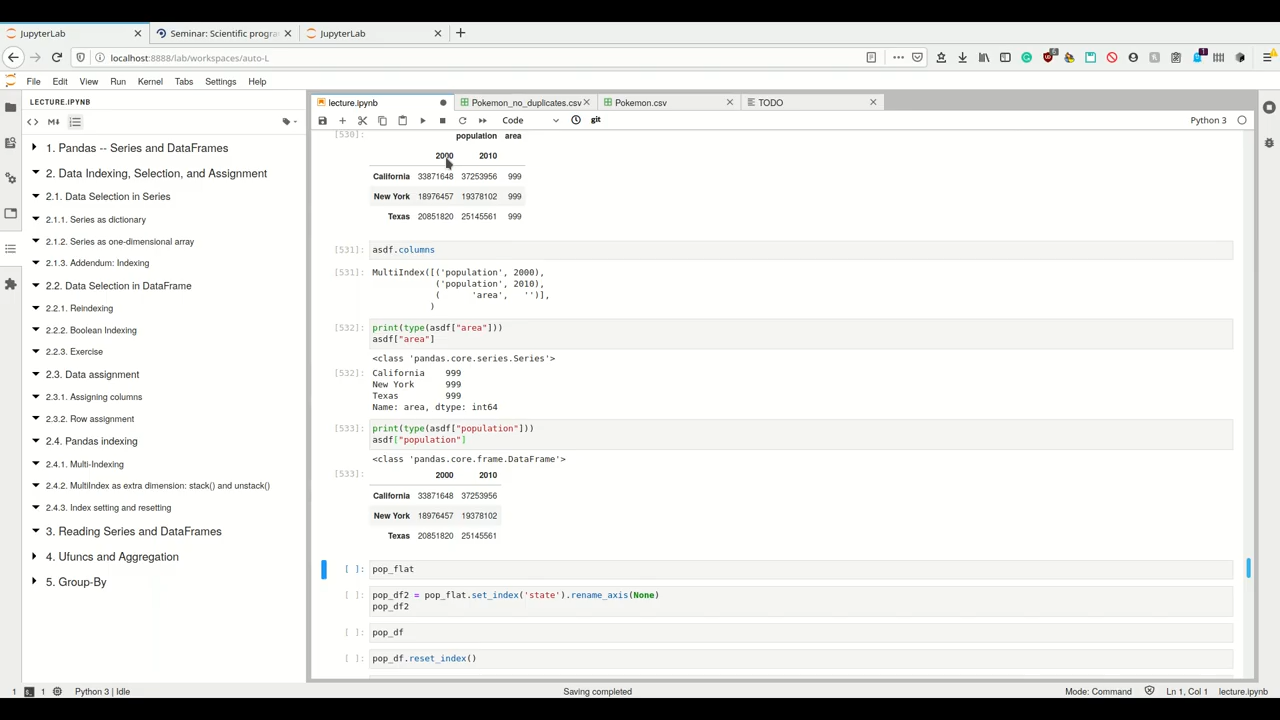 JupyterLab
Seminar: Scientific progra
JupyterLab
localhost:8888/lab/workspaces/auto-L
File Edit View Run Kernel Tabs Settings Help
LECTURE.IPYNB
1. Pandas -- Series and DataFrames
2. Data Indexing, Selection, and Assignment
2.1. Data Selection in Series
2.1.1. Series as dictionary
2.1.2. Series as one-dimensional array
2.1.3. Addendum: Indexing
2.2. Data Selection in DataFrame
2.2.1. Reindexing
2.2.2. Boolean Indexing
2.2.3. Exercise
2.3. Data assignment
2.3.1. Assigning columns
2.3.2. Row assignment
2.4. Pandas indexing
2.4.1. Multi-Indexing
2.4.2. MultiIndex as extra dimension: stack() and unstack()
2.4.3. Index setting and resetting
3. Reading Series and DataFrames
4. Ufuncs and Aggregation
5. Group-By
lecture.ipynb
Pokemon_no_duplicates.csv
Pokemon.csv
TODO
Code
git
Python 3
[530]:
population area
2000 2010
California 33871648 37253956 999
New York 18976457 19378102 999
Texas 20851820 25145561 999
[531]: asdf.columns
[531]: MultiIndex([('population', 2000),
('population', 2010),
( 'area', '')],
)
[532]: print(type(asdf["area"]))
asdf["area"]
<class 'pandas.core.series.Series'>
[532]: California 999
New York 999
Texas 999
Name: area, dtype: int64
[533]: print(type(asdf["population"]))
asdf["population"]
<class 'pandas.core.frame.DataFrame'>
[533]: 2000 2010
California 33871648 37253956
New York 18976457 19378102
Texas 20851820 25145561
[ ]: pop_flat
[ ]: pop_df2 = pop_flat.set_index('state').rename_axis(None)
pop_df2
[ ]: pop_df
[ ]: pop_df.reset_index()
1 1 Python 3 | Idle
Saving completed
Mode: Command
Ln 1, Col 1
lecture.ipynb